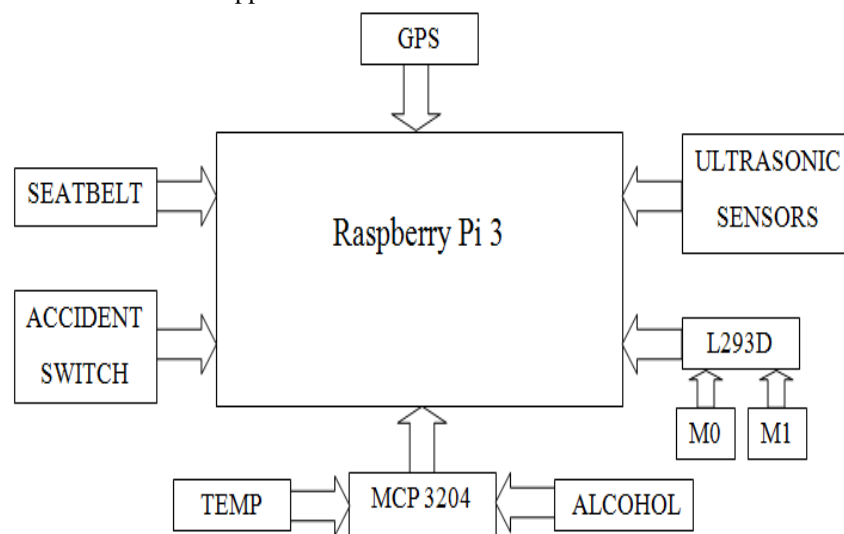 GPS
SEATBELT
ULTRASONIC
SENSORS
Raspberry Pi 3
ACCIDENT
SWITCH
L293D
M0
M1
TEMP
MCP 3204
ALCOHOL